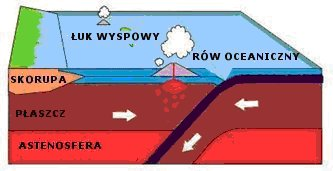 ŁUK WYSPOWY
RÓW OCEANICZNY
SKORUPA
PŁASZCZ
ASTENOSFERA